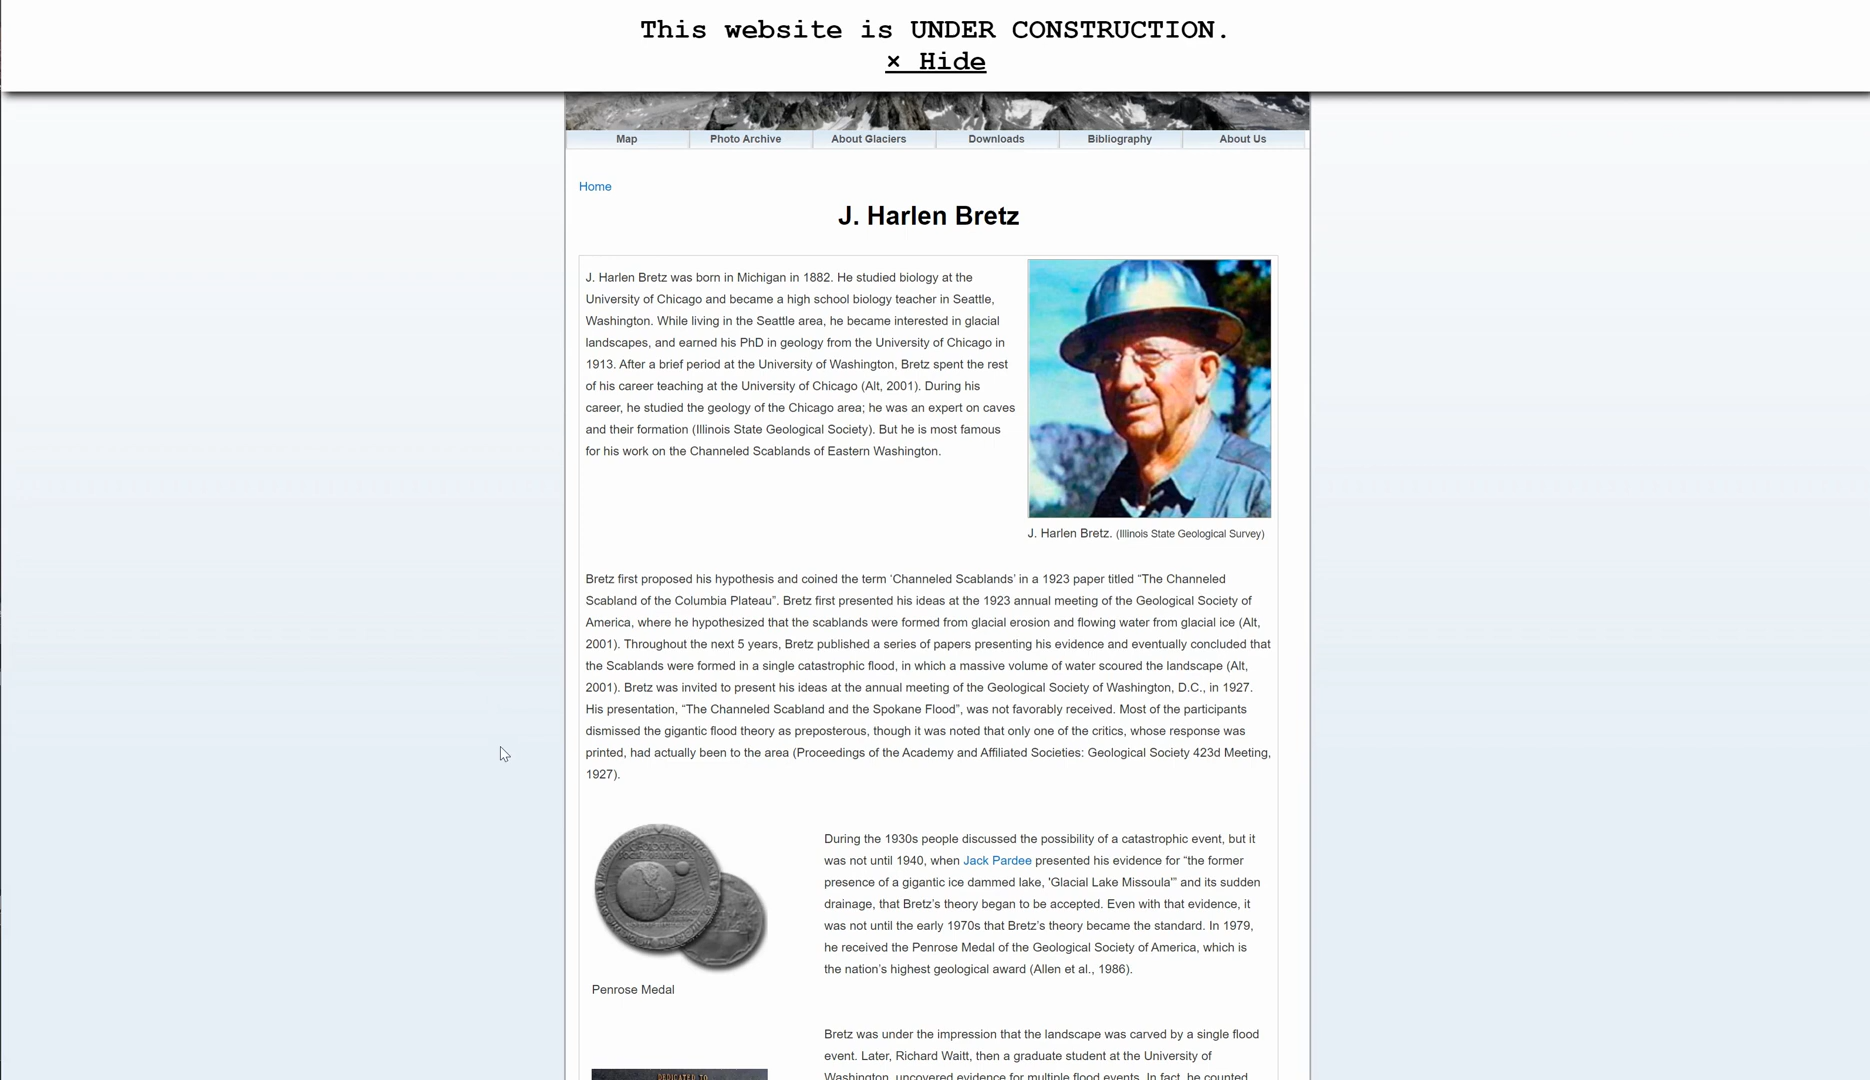 This website is UNDER CONSTRUCTION.
× Hide
Map
Photo Archive
About Glaciers
Downloads
Bibliography
About Us
Home
J. Harlen Bretz
J. Harlen Bretz was born in Michigan in 1882. He studied biology at the
University of Chicago and became a high school biology teacher in Seattle,
Washington. While living in the Seattle area, he became interested in glacial
landscapes, and earned his PhD in geology from the University of Chicago in
1913. After a brief period at the University of Washington, Bretz spent the rest
of his career teaching at the University of Chicago (Alt, 2001). During his
career, he studied the geology of the Chicago area; he was an expert on caves
and their formation (Illinois State Geological Society). But he is most famous
for his work on the Channeled Scablands of Eastern Washington.
J. Harlen Bretz. (Illinois State Geological Survey)
Bretz first proposed his hypothesis and coined the term ‘Channeled Scablands’ in a 1923 paper titled “The Channeled
Scabland of the Columbia Plateau”. Bretz first presented his ideas at the 1923 annual meeting of the Geological Society of
America, where he hypothesized that the scablands were formed from glacial erosion and flowing water from glacial ice (Alt,
2001). Throughout the next 5 years, Bretz published a series of papers presenting his evidence and eventually concluded that
the Scablands were formed in a single catastrophic flood, in which a massive volume of water scoured the landscape (Alt,
2001). Bretz was invited to present his ideas at the annual meeting of the Geological Society of Washington, D.C., in 1927.
His presentation, “The Channeled Scabland and the Spokane Flood”, was not favorably received. Most of the participants
dismissed the gigantic flood theory as preposterous, though it was noted that only one of the critics, whose response was
printed, had actually been to the area (Proceedings of the Academy and Affiliated Societies: Geological Society 423d Meeting,
1927).
During the 1930s people discussed the possibility of a catastrophic event, but it
was not until 1940, when Jack Pardee presented his evidence for “the former
presence of a gigantic ice dammed lake, 'Glacial Lake Missoula'” and its sudden
drainage, that Bretz’s theory began to be accepted. Even with that evidence, it
was not until the early 1970s that Bretz’s theory became the standard. In 1979,
he received the Penrose Medal of the Geological Society of America, which is
the nation’s highest geological award (Allen et al., 1986).
Penrose Medal
Bretz was under the impression that the landscape was carved by a single flood
event. Later, Richard Waitt, then a graduate student at the University of
Washington, uncovered evidence for multiple flood events. In fact, he counted
DEDICATED TO